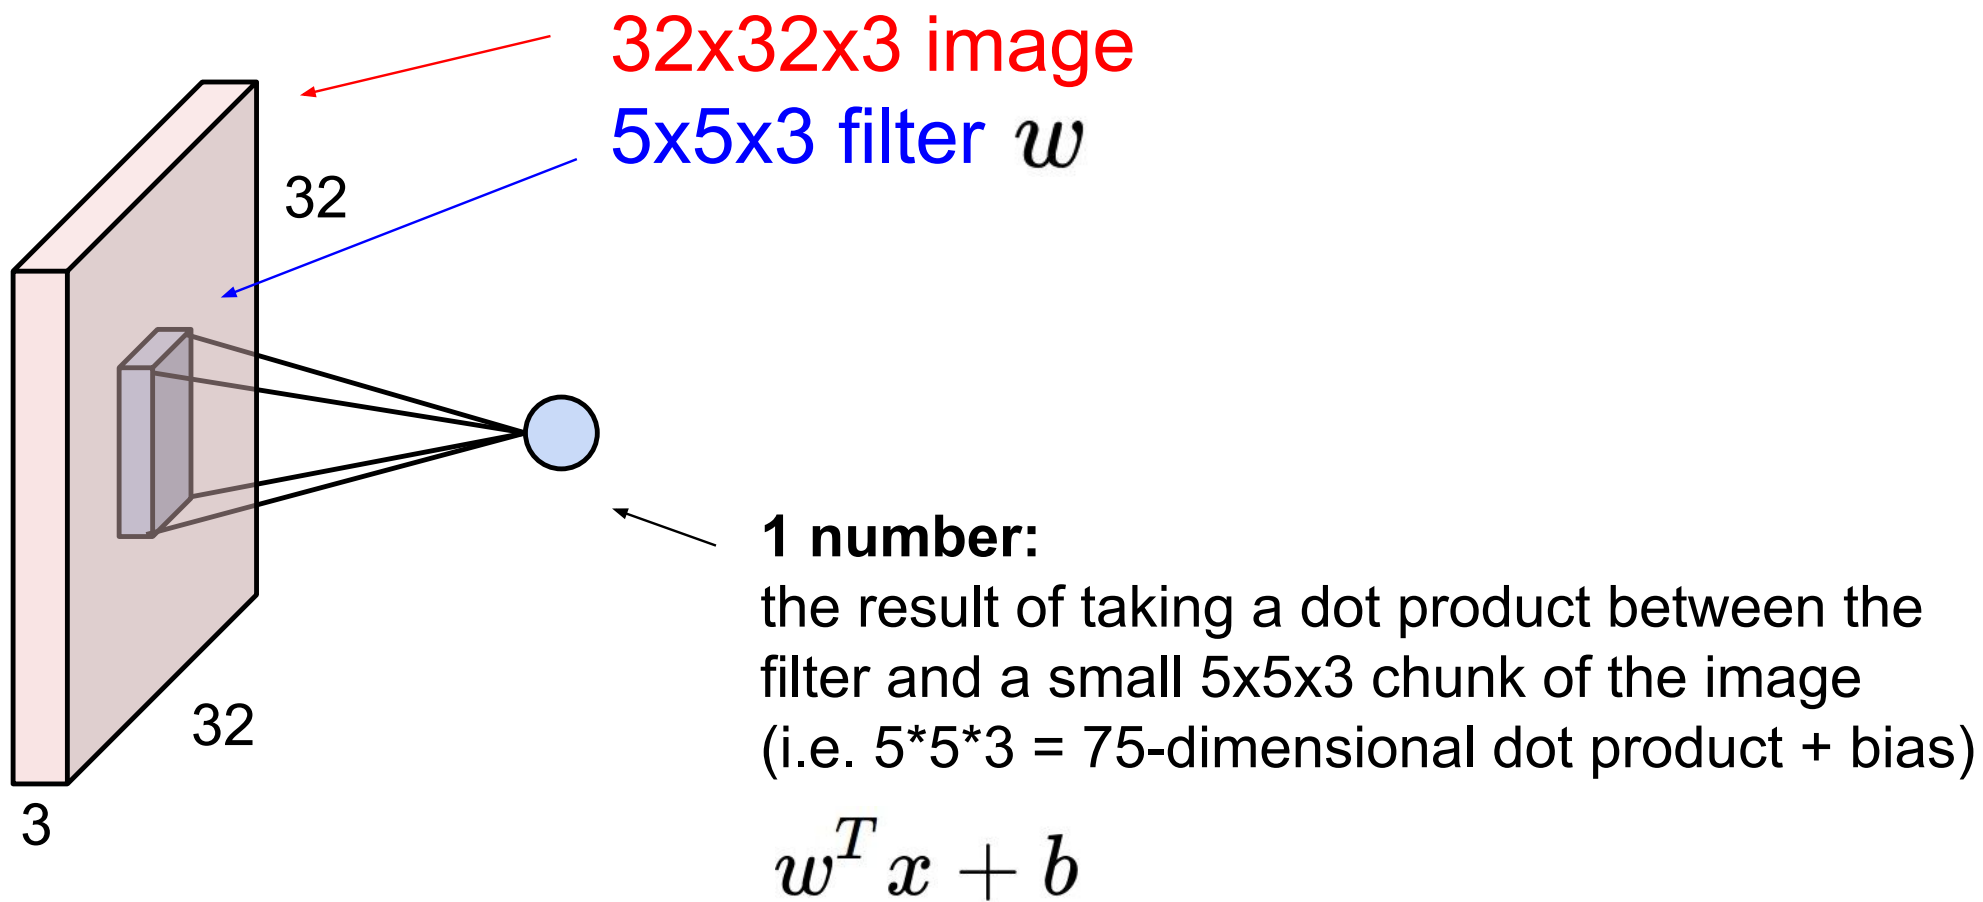 32x32x3 image
5x5x3 filter w
32
32
3
1 number:
the result of taking a dot product between the
filter and a small 5x5x3 chunk of the image
(i.e. 5*5*3 = 75-dimensional dot product + bias)
w^T x + b